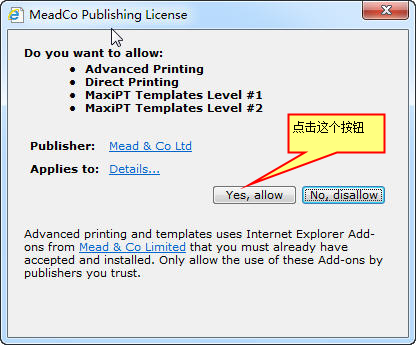 MeadCo Publishing License
Do you want to allow:
• Advanced Printing
• Direct Printing
• MaxiPT Templates Level #1
• MaxiPT Templates Level #2
点击这个按钮
Publisher: Mead & Co Ltd
Applies to: Details...
Yes, allow No, disallow
Advanced printing and templates uses Internet Explorer Add-
ons from Mead & Co Limited that you must already have
accepted and installed. Only allow the use of these Add-ons by
publishers you trust.